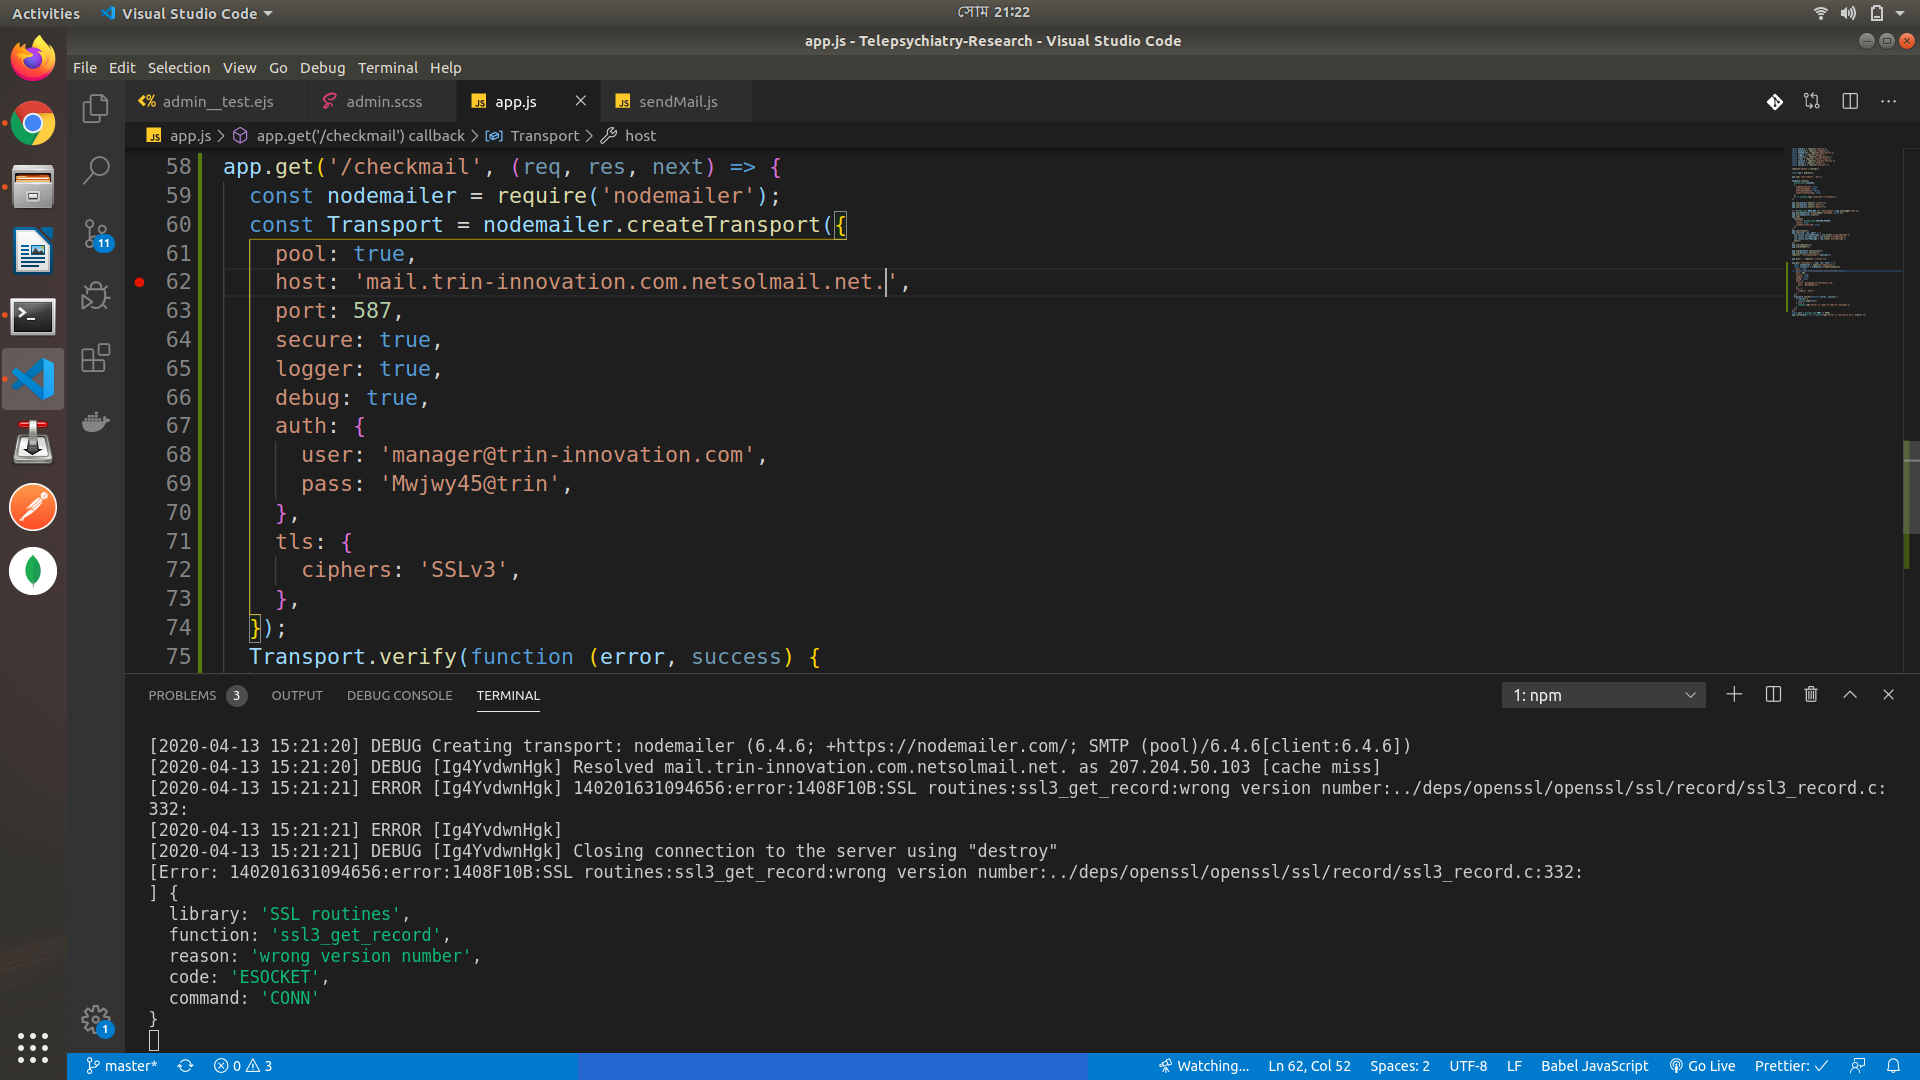 Activities Visual Studio Code সোম 21:22
app.js - Telepsychiatry-Research - Visual Studio Code
File Edit Selection View Go Debug Terminal Help
admin__test.ejs admin.scss JS app.js JS sendMail.js
JS app.js app.get('/checkmail') callback Transport host
58 app.get('/checkmail', (req, res, next) => {
59 const nodemailer = require('nodemailer');
60 const Transport = nodemailer.createTransport({
61 pool: true,
62 host: 'mail.trin-innovation.com.netsolmail.net.',
63 port: 587,
64 secure: true,
65 logger: true,
66 debug: true,
67 auth: {
68 user: 'manager@trin-innovation.com',
69 pass: 'Mwjwy45@trin',
70 },
71 tls: {
72 ciphers: 'SSLv3',
73 },
74 });
75 Transport.verify(function (error, success) {
11
PROBLEMS 3 OUTPUT DEBUG CONSOLE TERMINAL 1: npm
[2020-04-13 15:21:20] DEBUG Creating transport: nodemailer (6.4.6; +https://nodemailer.com/; SMTP (pool)/6.4.6[client:6.4.6])
[2020-04-13 15:21:20] DEBUG [Ig4YvdwnHgk] Resolved mail.trin-innovation.com.netsolmail.net. as 207.204.50.103 [cache miss]
[2020-04-13 15:21:21] ERROR [Ig4YvdwnHgk] 140201631094656:error:1408F10B:SSL routines:ssl3_get_record:wrong version number:../deps/openssl/openssl/ssl/record/ssl3_record.c:
332:
[2020-04-13 15:21:21] ERROR [Ig4YvdwnHgk]
[2020-04-13 15:21:21] DEBUG [Ig4YvdwnHgk] Closing connection to the server using "destroy"
[Error: 140201631094656:error:1408F10B:SSL routines:ssl3_get_record:wrong version number:../deps/openssl/openssl/ssl/record/ssl3_record.c:332:
] {
library: 'SSL routines',
function: 'ssl3_get_record',
reason: 'wrong version number',
code: 'ESOCKET',
command: 'CONN'
}
1
master* 0 3 Watching... Ln 62, Col 52 Spaces: 2 UTF-8 LF Babel JavaScript Go Live Prettier: ✓